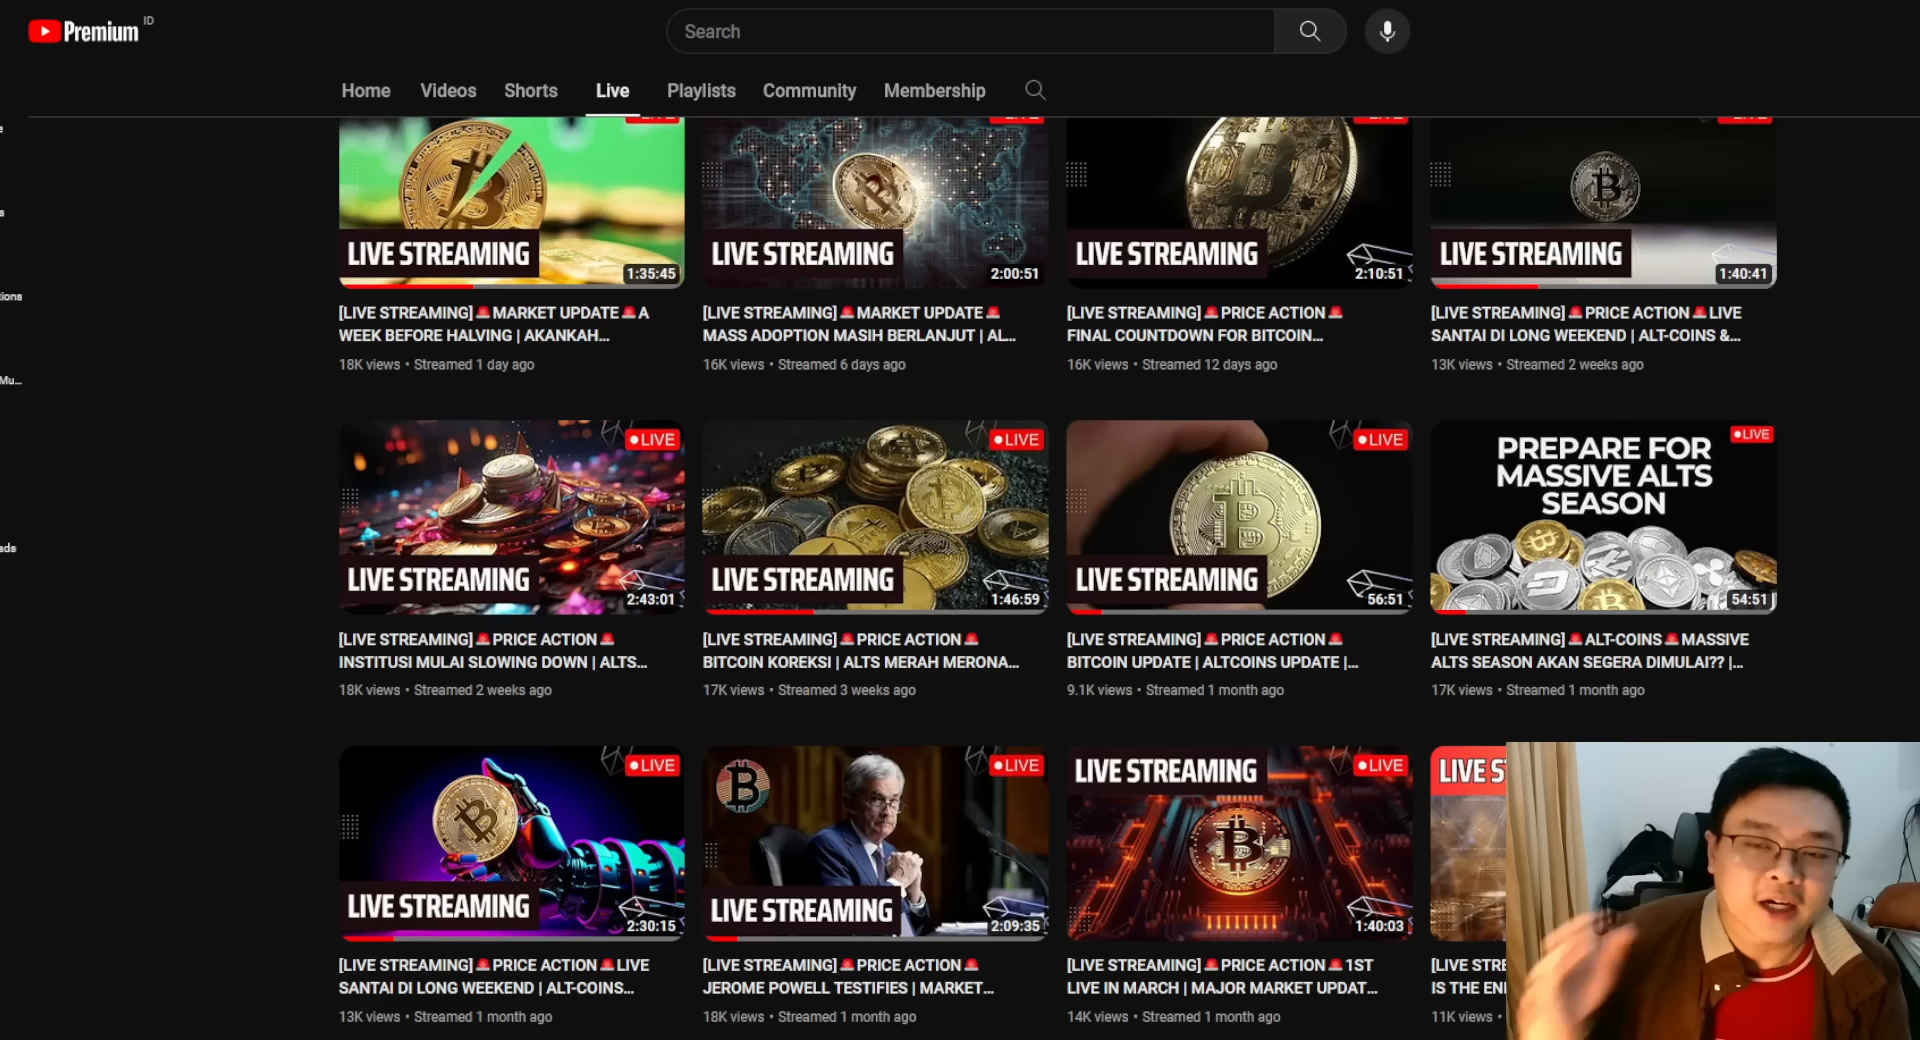 Premium ID
Search
Home Videos Shorts Live Playlists Community Membership
LIVE STREAMING
1:35:45
LIVE STREAMING
2:00:51
LIVE STREAMING
2:10:51
LIVE STREAMING
1:40:41
[LIVE STREAMING]🚨MARKET UPDATE🚨A
WEEK BEFORE HALVING | AKANKAH...
18K views • Streamed 1 day ago
[LIVE STREAMING]🚨MARKET UPDATE🚨
MASS ADOPTION MASIH BERLANJUT | AL...
16K views • Streamed 6 days ago
[LIVE STREAMING]🚨PRICE ACTION🚨
FINAL COUNTDOWN FOR BITCOIN...
16K views • Streamed 12 days ago
[LIVE STREAMING]🚨PRICE ACTION🚨LIVE
SANTAI DI LONG WEEKEND | ALT-COINS &...
13K views • Streamed 2 weeks ago
LIVE
LIVE STREAMING
2:43:01
LIVE
LIVE STREAMING
1:46:59
LIVE
LIVE STREAMING
56:51
LIVE
PREPARE FOR
MASSIVE ALTS
SEASON
54:51
[LIVE STREAMING]🚨PRICE ACTION🚨
INSTITUSI MULAI SLOWING DOWN | ALTS...
18K views • Streamed 2 weeks ago
[LIVE STREAMING]🚨PRICE ACTION🚨
BITCOIN KOREKSI | ALTS MERAH MERONA...
17K views • Streamed 3 weeks ago
[LIVE STREAMING]🚨PRICE ACTION🚨
BITCOIN UPDATE | ALTCOINS UPDATE |...
9.1K views • Streamed 1 month ago
[LIVE STREAMING]🚨ALT-COINS🚨MASSIVE
ALTS SEASON AKAN SEGERA DIMULAI?? |...
17K views • Streamed 1 month ago
LIVE
LIVE STREAMING
2:30:15
LIVE
LIVE STREAMING
2:09:35
LIVE STREAMING
LIVE
1:40:03
LIVE S
[LIVE STREAMING]🚨PRICE ACTION🚨LIVE
SANTAI DI LONG WEEKEND | ALT-COINS...
13K views • Streamed 1 month ago
[LIVE STREAMING]🚨PRICE ACTION🚨
JEROME POWELL TESTIFIES | MARKET...
18K views • Streamed 1 month ago
[LIVE STREAMING]🚨PRICE ACTION🚨1ST
LIVE IN MARCH | MAJOR MARKET UPDAT...
14K views • Streamed 1 month ago
[LIVE STRE
IS THE EN
11K views •